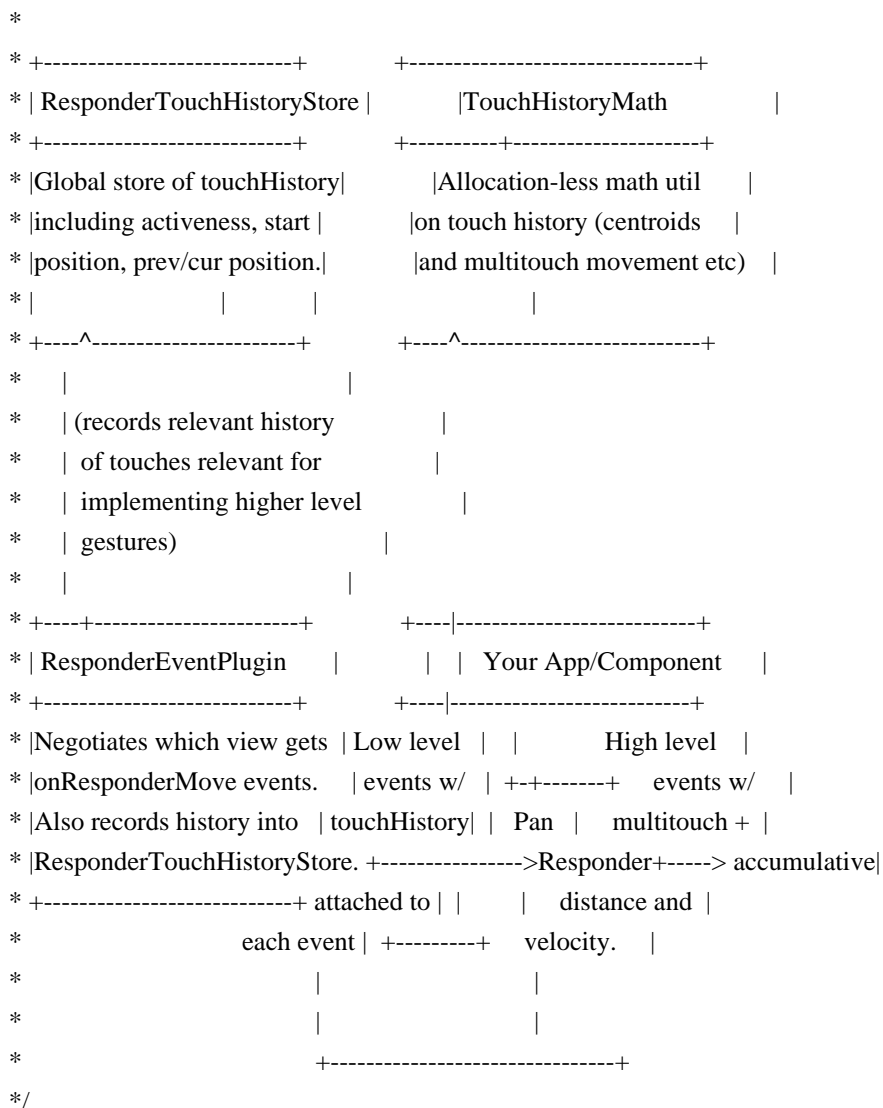 *
* +----------------------------+ +--------------------------------+
* | ResponderTouchHistoryStore | |TouchHistoryMath |
* +----------------------------+ +----------+---------------------+
* |Global store of touchHistory| |Allocation-less math util |
* |including activeness, start | |on touch history (centroids |
* |position, prev/cur position.| |and multitouch movement etc) |
* | | | |
* +----^-----------------------+ +----^---------------------------+
* | |
* | (records relevant history |
* | of touches relevant for |
* | implementing higher level |
* | gestures) |
* | |
* +----+-----------------------+ +----|---------------------------+
* | ResponderEventPlugin | | | Your App/Component |
* +----------------------------+ +----|---------------------------+
* |Negotiates which view gets | Low level | | High level |
* |onResponderMove events. | events w/ | +-+-------+ events w/ |
* |Also records history into | touchHistory| | Pan | multitouch + |
* |ResponderTouchHistoryStore. +---------------->Responder+-----> accumulative|
* +----------------------------+ attached to | | | distance and |
* each event | +---------+ velocity. |
* | |
* | |
* +--------------------------------+
*/